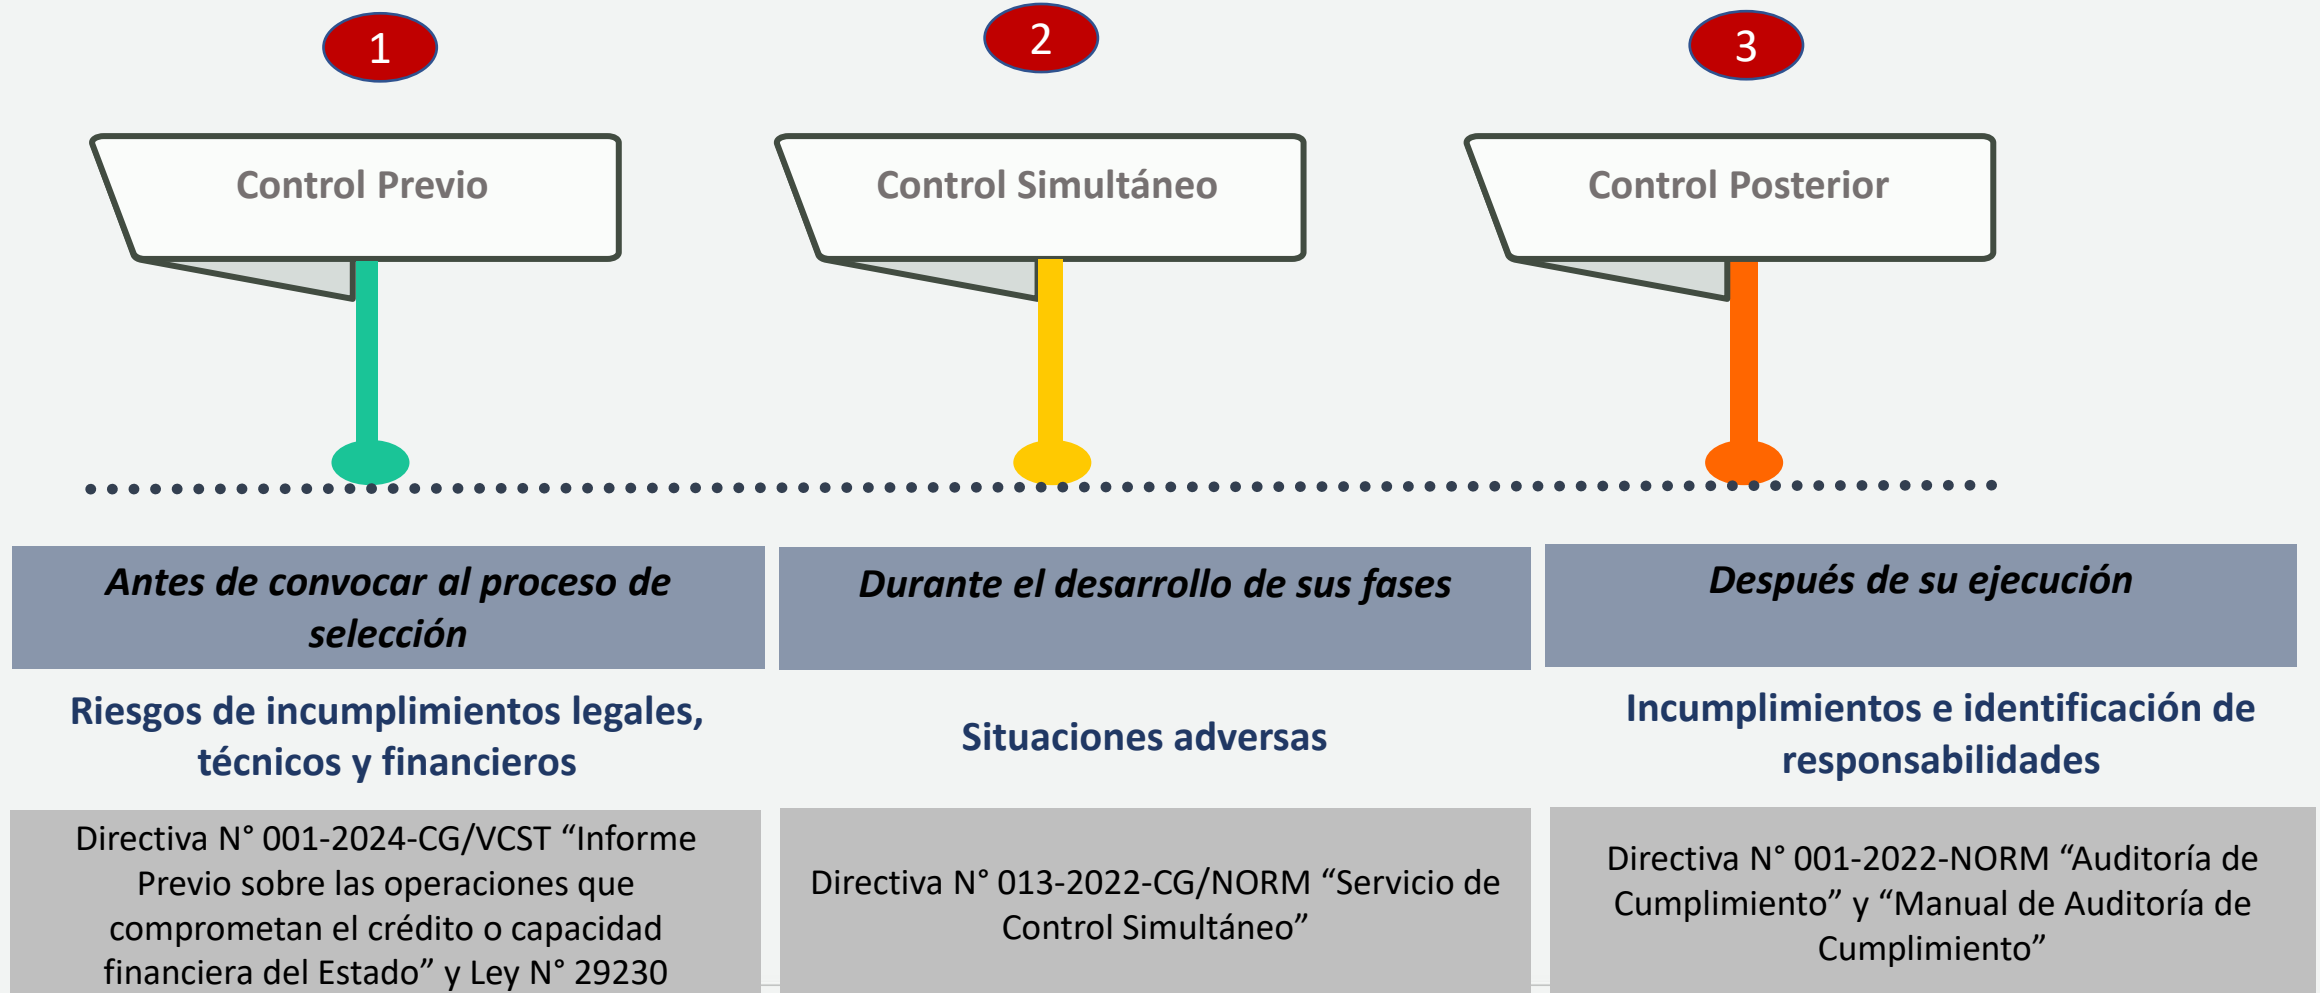 1
2
3
Control Previo
Control Simultáneo
Control Posterior
Antes de convocar al proceso de
selección
Durante el desarrollo de sus fases
Después de su ejecución
Riesgos de incumplimientos legales,
técnicos y financieros
Situaciones adversas
Incumplimientos e identificación de
responsabilidades
Directiva N° 001-2024-CG/VCST “Informe
Previo sobre las operaciones que
comprometan el crédito o capacidad
financiera del Estado” y Ley N° 29230
Directiva N° 013-2022-CG/NORM “Servicio de
Control Simultáneo”
Directiva N° 001-2022-NORM “Auditoría de
Cumplimiento” y “Manual de Auditoría de
Cumplimiento”